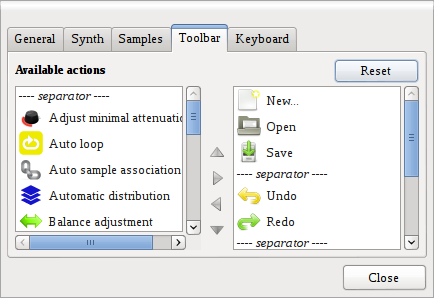 General Synth Samples Toolbar Keyboard
Available actions
Reset
---- separator ----
Adjust minimal attenuatio
Auto loop
Auto sample association
Automatic distribution
Balance adjustment
New...
Open
Save
---- separator ----
Undo
Redo
---- separator ----
Close